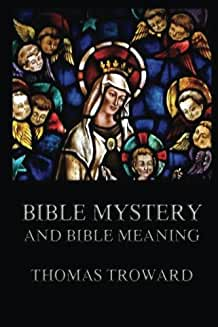 BIBLE MYSTERY
AND BIBLE MEANING
THOMAS TROWARD